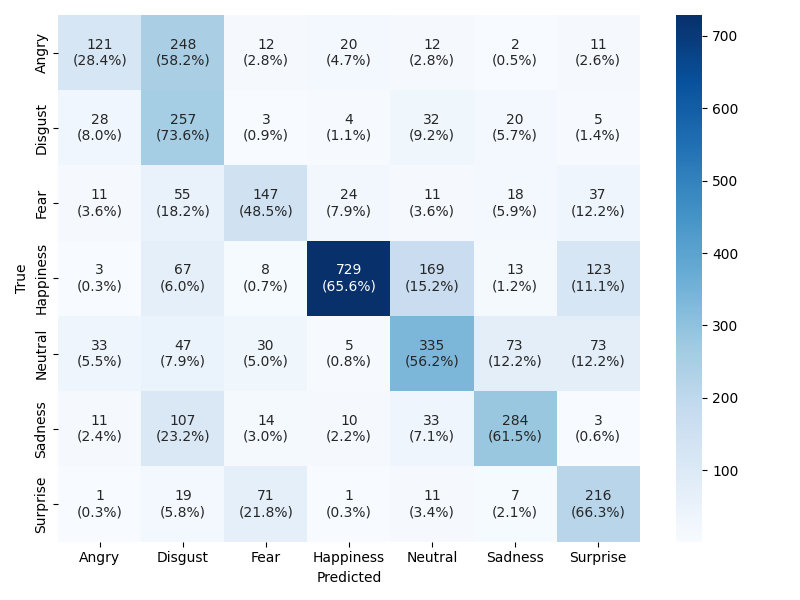 True
Angry
121 248 12 20 12 2 11
(28.4%) (58.2%) (2.8%) (4.7%) (2.8%) (0.5%) (2.6%)
Disgust
28 257 3 4 32 20 5
(8.0%) (73.6%) (0.9%) (1.1%) (9.2%) (5.7%) (1.4%)
Fear
11 55 147 24 11 18 37
(3.6%) (18.2%) (48.5%) (7.9%) (3.6%) (5.9%) (12.2%)
Happiness
3 67 8 729 169 13 123
(0.3%) (6.0%) (0.7%) (65.6%) (15.2%) (1.2%) (11.1%)
Neutral
33 47 30 5 335 73 73
(5.5%) (7.9%) (5.0%) (0.8%) (56.2%) (12.2%) (12.2%)
Sadness
11 107 14 10 33 284 3
(2.4%) (23.2%) (3.0%) (2.2%) (7.1%) (61.5%) (0.6%)
Surprise
1 19 71 1 11 7 216
(0.3%) (5.8%) (21.8%) (0.3%) (3.4%) (2.1%) (66.3%)
Angry Disgust Fear Happiness Neutral Sadness Surprise
Predicted
700
600
500
400
300
200
100